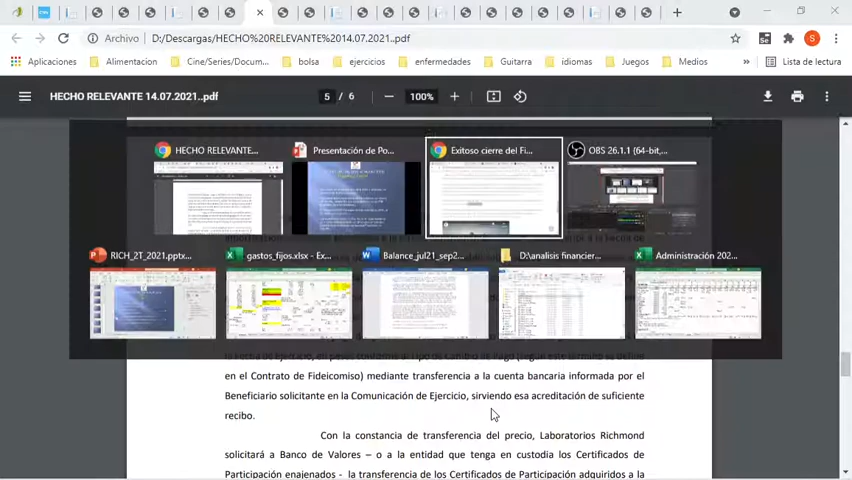 Archivo D:/Descargas/HECHO%20RELEVANTE%2014.07.2021..pdf
Aplicaciones Alimentacion Cine/Series/Docum... bolsa ejercicios enfermedades Guitarra idiomas Juegos Medios » Lista de lectura
HECHO RELEVANTE 14.07.2021..pdf 5 / 6 100%
HECHO RELEVANTE... Presentación de Po... Exitoso cierre del Fi... OBS 26.1.1 (64-bit,...
RICH_2T_2021.pptx... gastos_fijos.xlsx - Ex... Balance_jul21_sep2... D:\analisis financier... Administración 202...
en el Contrato de Fideicomiso) mediante transferencia a la cuenta bancaria informada por el
Beneficiario solicitante en la Comunicación de Ejercicio, sirviendo esa acreditación de suficiente
recibo.
Con la constancia de transferencia del precio, Laboratorios Richmond
solicitará a Banco de Valores – o a la entidad que tenga en custodia los Certificados de
Participación enajenados - la transferencia de los Certificados de Participación adquiridos a la